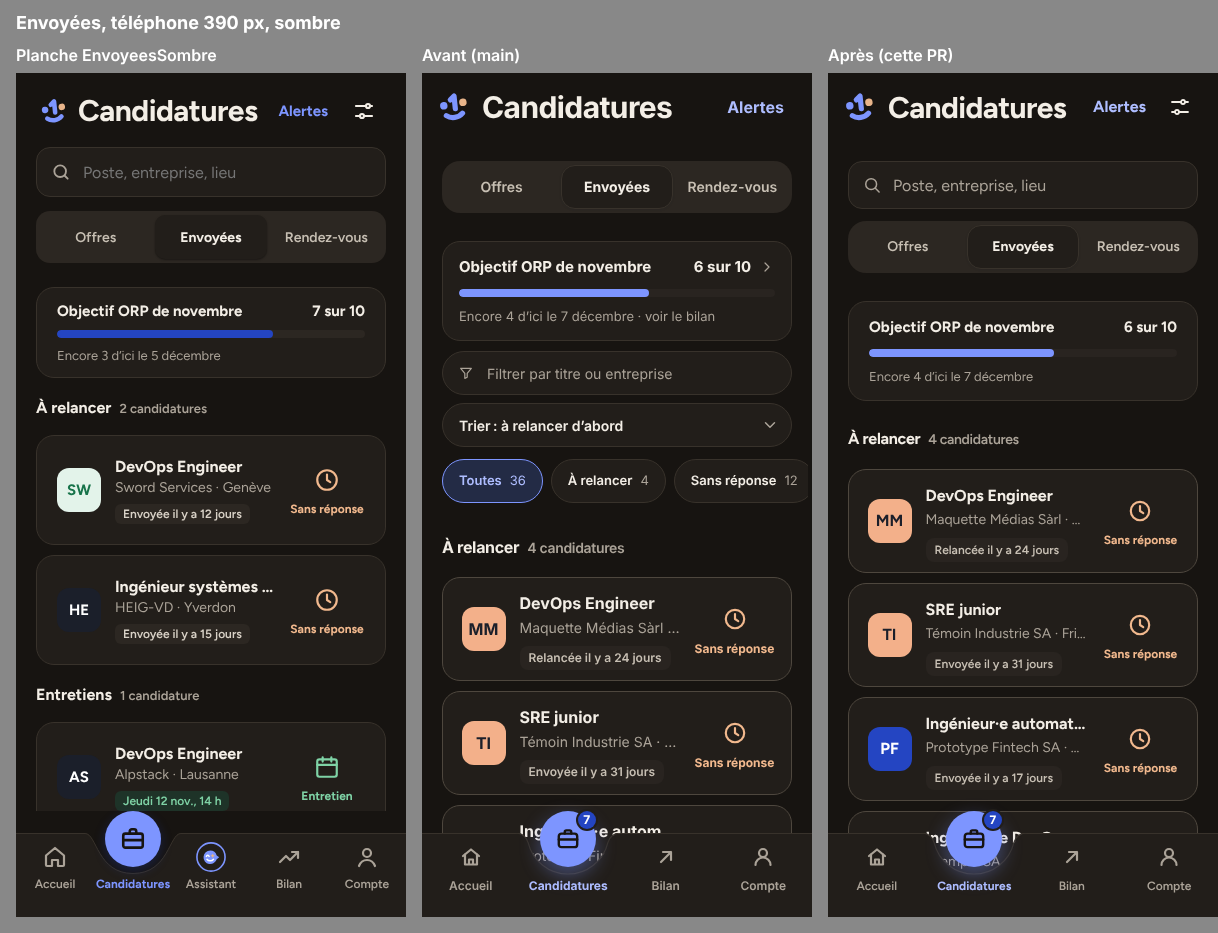 Envoyées, téléphone 390 px, sombre
Planche EnvoyeesSombre
Candidatures
Alertes
Poste, entreprise, lieu
Offres
Envoyées
Rendez-vous
Objectif ORP de novembre
7 sur 10
Encore 3 d’ici le 5 décembre
À relancer 2 candidatures
SW
DevOps Engineer
Sword Services · Genève
Envoyée il y a 12 jours
Sans réponse
HE
Ingénieur systèmes ...
HEIG-VD · Yverdon
Envoyée il y a 15 jours
Sans réponse
Entretiens 1 candidature
AS
DevOps Engineer
Alpstack · Lausanne
Jeudi 12 nov., 14 h
Entretien
Accueil
Candidatures
Assistant
Bilan
Compte
Avant (main)
Candidatures
Alertes
Offres
Envoyées
Rendez-vous
Objectif ORP de novembre
6 sur 10
Encore 4 d’ici le 7 décembre · voir le bilan
Filtrer par titre ou entreprise
Trier : à relancer d’abord
Toutes 36
À relancer 4
Sans réponse 12
À relancer 4 candidatures
MM
DevOps Engineer
Maquette Médias Sàrl ...
Relancée il y a 24 jours
Sans réponse
TI
SRE junior
Témoin Industrie SA · ...
Envoyée il y a 31 jours
Sans réponse
7
Accueil
Candidatures
Bilan
Compte
Après (cette PR)
Candidatures
Alertes
Poste, entreprise, lieu
Offres
Envoyées
Rendez-vous
Objectif ORP de novembre
6 sur 10
Encore 4 d’ici le 7 décembre
À relancer 4 candidatures
MM
DevOps Engineer
Maquette Médias Sàrl · ...
Relancée il y a 24 jours
Sans réponse
TI
SRE junior
Témoin Industrie SA · Fri...
Envoyée il y a 31 jours
Sans réponse
PF
Ingénieur·e automat...
Prototype Fintech SA · ...
Envoyée il y a 17 jours
Sans réponse
7
Accueil
Candidatures
Bilan
Compte